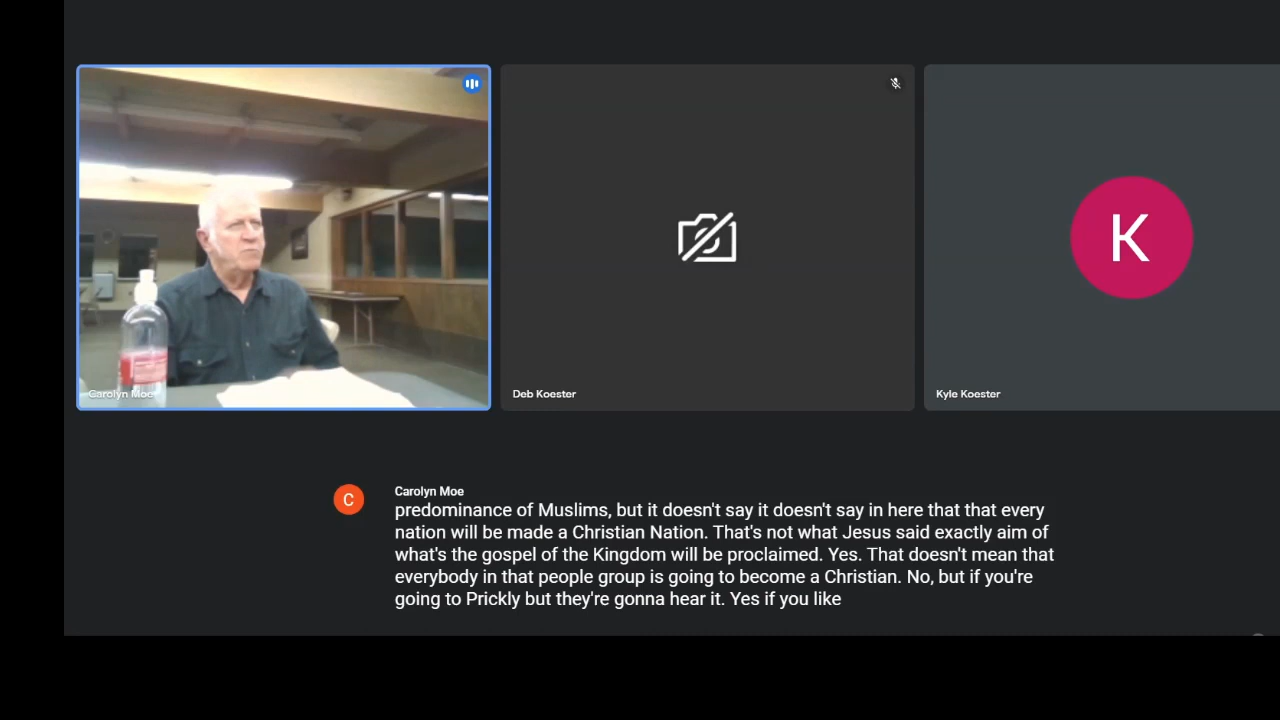 Carolyn Moe
Deb Koester
K
Kyle Koester
C
Carolyn Moe
predominance of Muslims, but it doesn't say it doesn't say in here that that every
nation will be made a Christian Nation. That's not what Jesus said exactly aim of
what's the gospel of the Kingdom will be proclaimed. Yes. That doesn't mean that
everybody in that people group is going to become a Christian. No, but if you're
going to Prickly but they're gonna hear it. Yes if you like